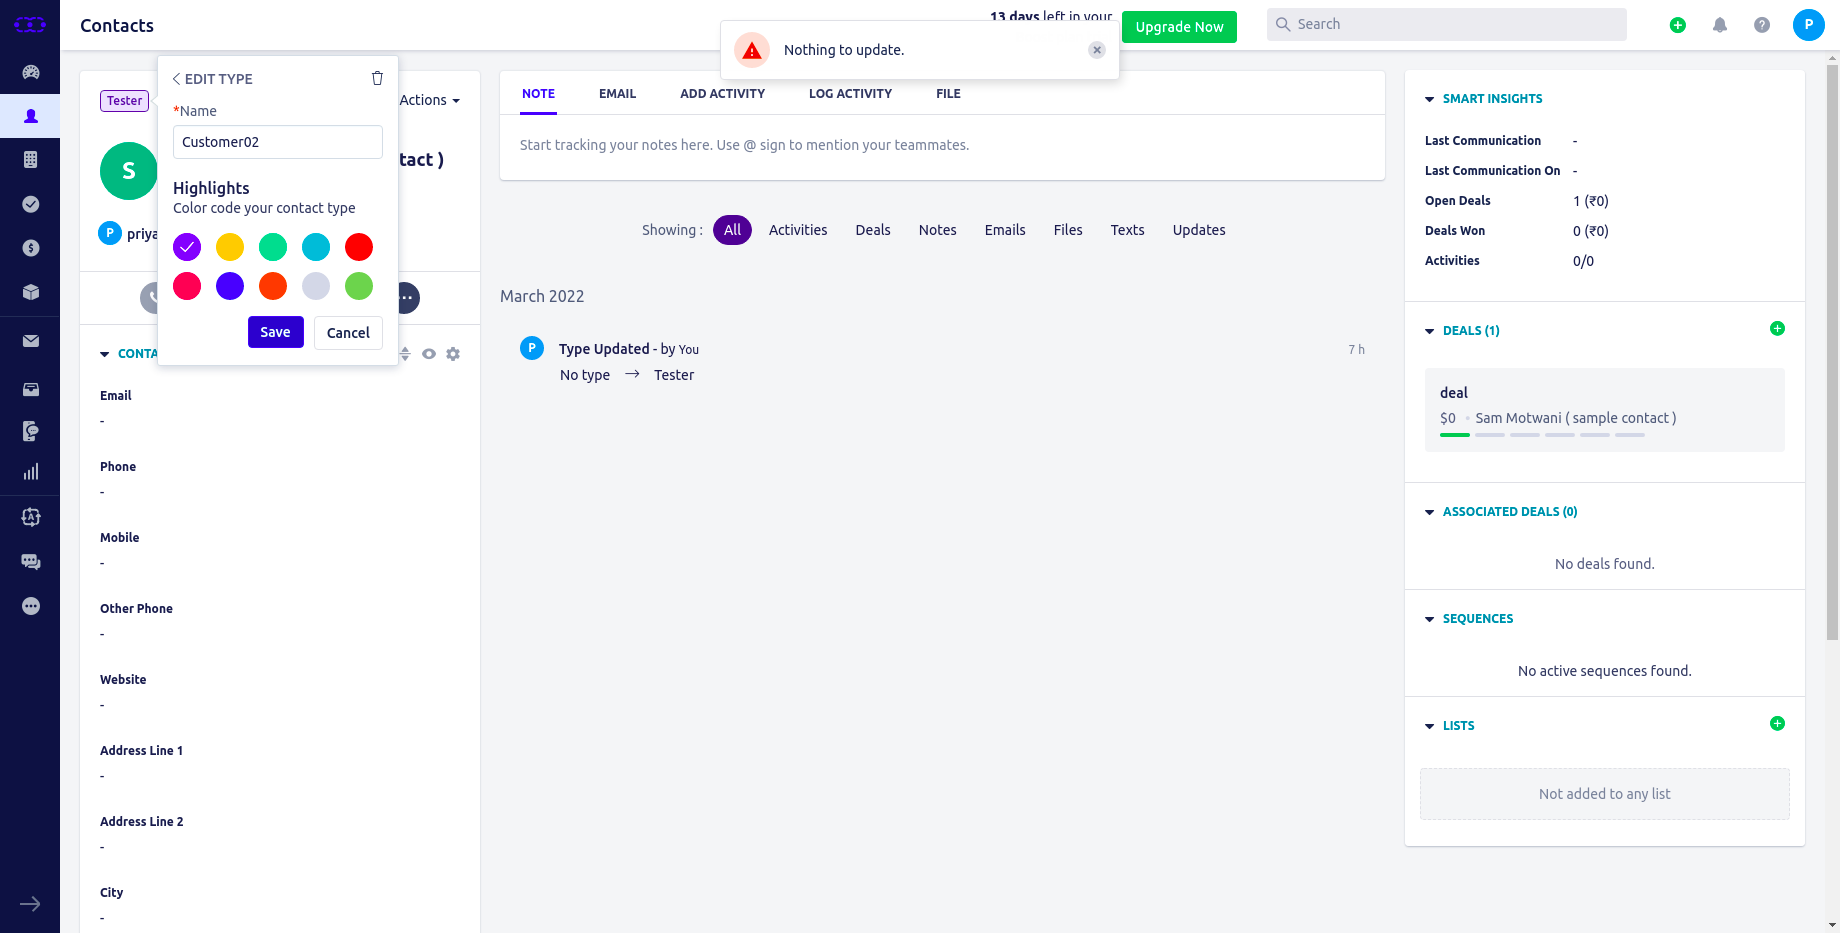 Contacts
13 days left in your
Upgrade Now
Search
P
Nothing to update.
Tester
EDIT TYPE
Actions
*Name
Customer02
S
tact )
Highlights
Color code your contact type
P
priya
Save
Cancel
CONTA
Email
-
Phone
-
Mobile
-
Other Phone
-
Website
-
Address Line 1
-
Address Line 2
-
City
-
NOTE
EMAIL
ADD ACTIVITY
LOG ACTIVITY
FILE
Start tracking your notes here. Use @ sign to mention your teammates.
Showing : All Activities Deals Notes Emails Files Texts Updates
March 2022
P
Type Updated - by You
7 h
No type → Tester
SMART INSIGHTS
Last Communication -
Last Communication On -
Open Deals 1 (₹0)
Deals Won 0 (₹0)
Activities 0/0
DEALS (1)
deal
$0 • Sam Motwani ( sample contact )
ASSOCIATED DEALS (0)
No deals found.
SEQUENCES
No active sequences found.
LISTS
Not added to any list